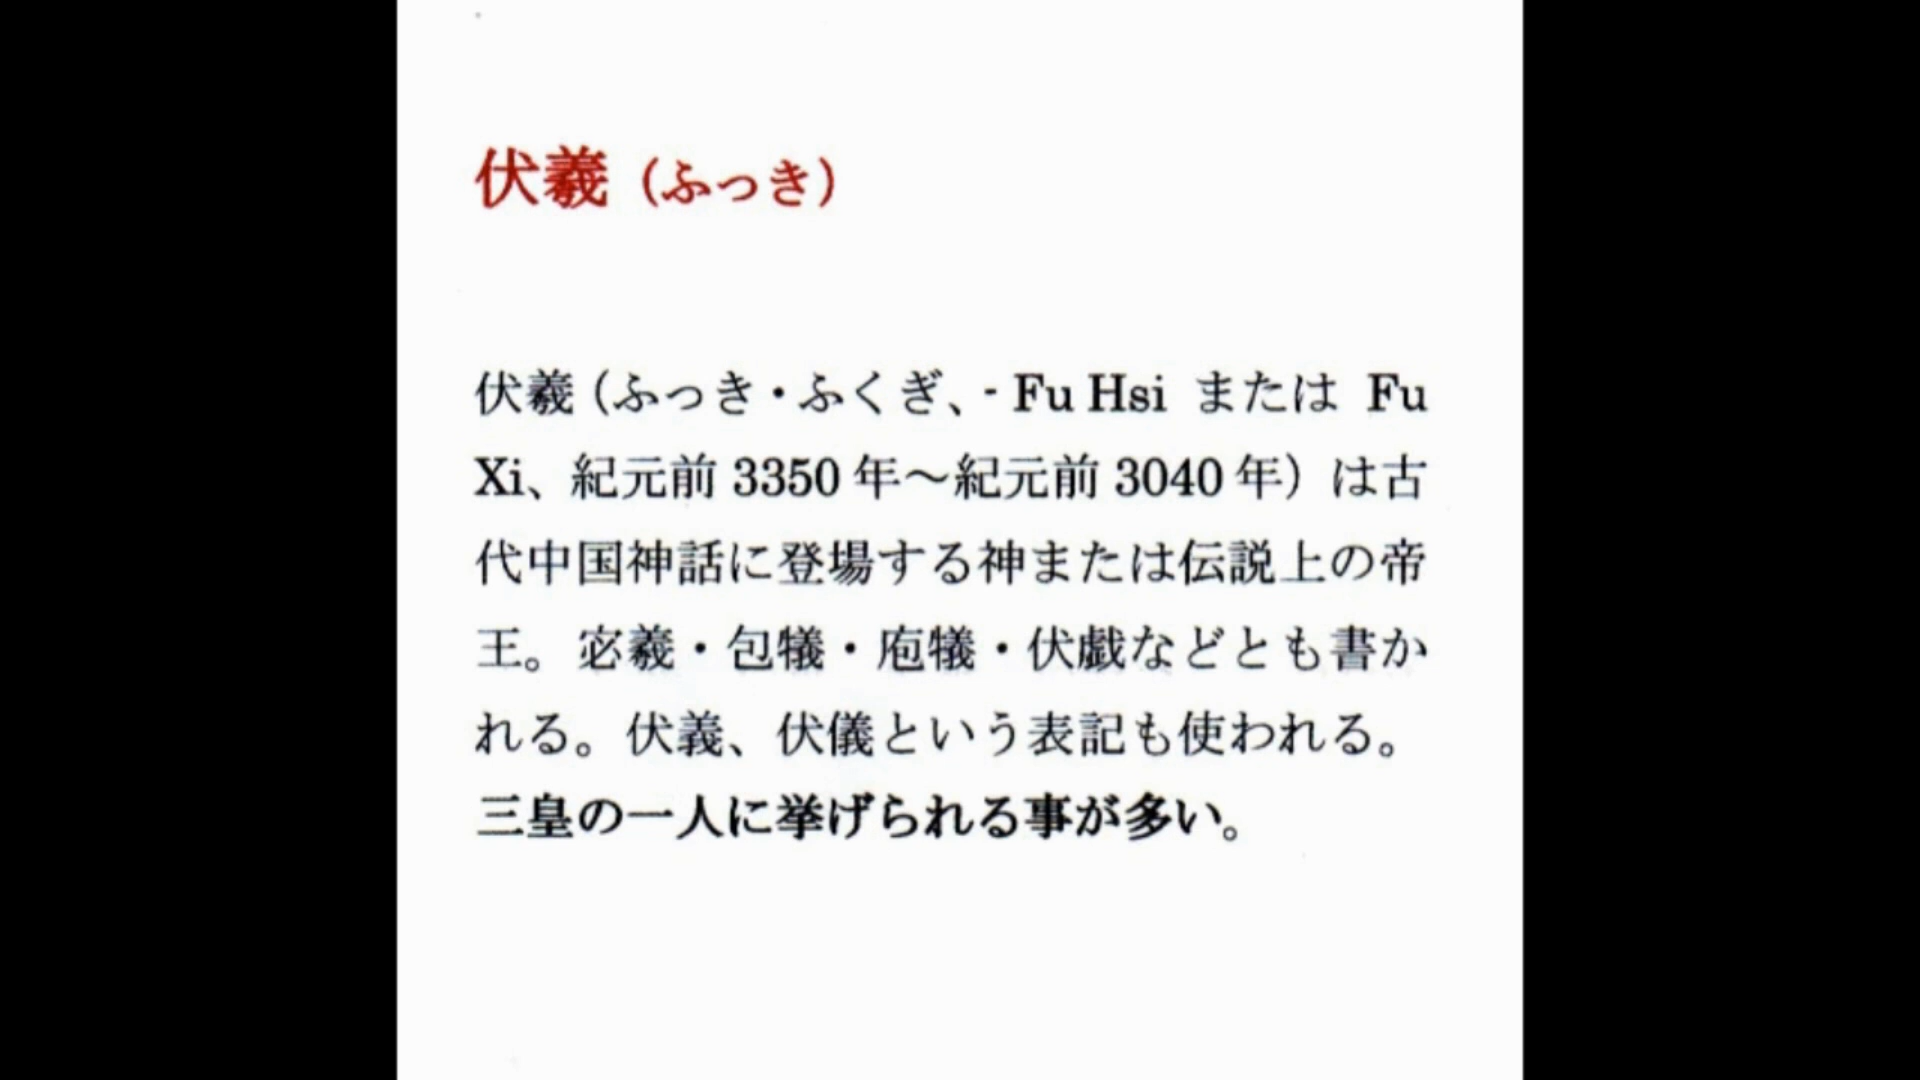 伏羲（ふっき）
伏羲（ふっき・ふくぎ、- Fu Hsi または Fu
Xi、紀元前 3350 年～紀元前 3040 年）は古
代中国神話に登場する神または伝説上の帝
王。宓羲・包犠・庖犠・伏戯などとも書か
れる。伏義、伏儀という表記も使われる。
三皇の一人に挙げられる事が多い。